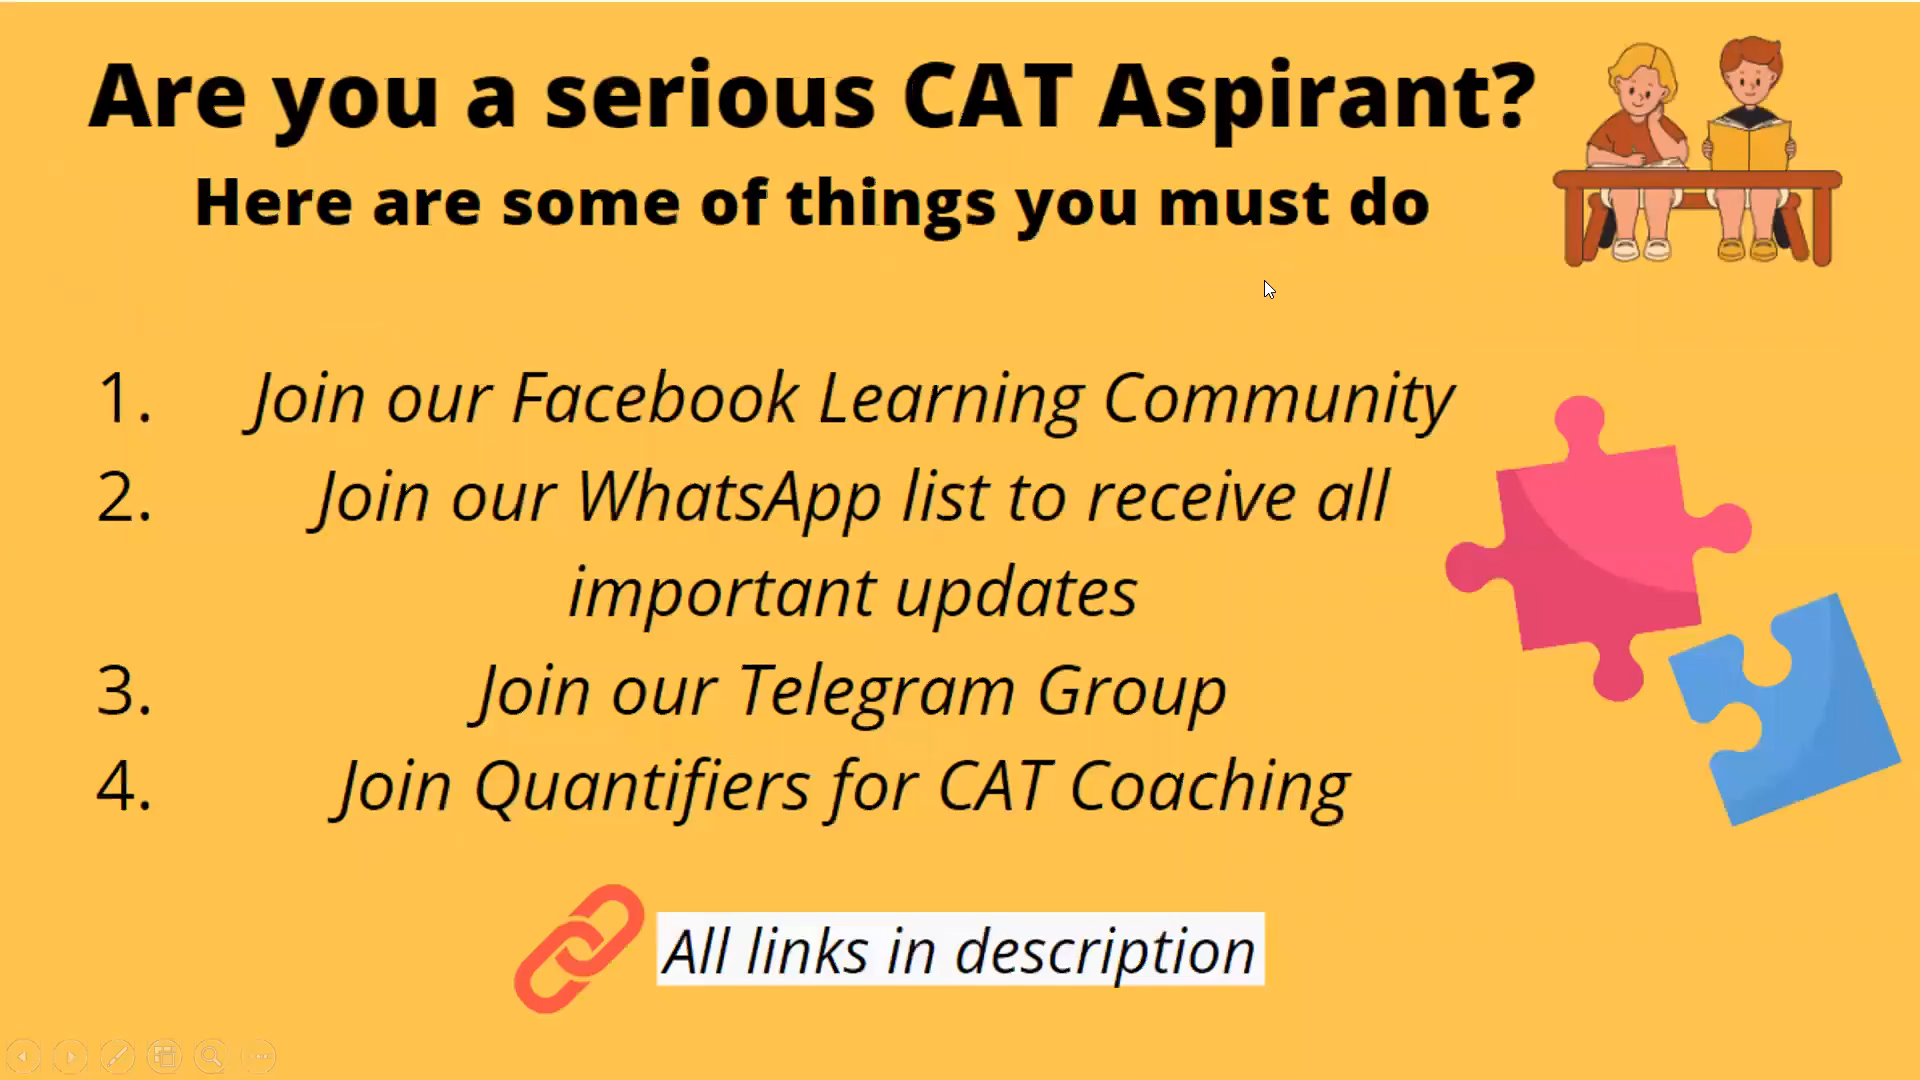 Are you a serious CAT Aspirant?
Here are some of things you must do
1. Join our Facebook Learning Community
2. Join our WhatsApp list to receive all
important updates
3. Join our Telegram Group
4. Join Quantifiers for CAT Coaching
All links in description